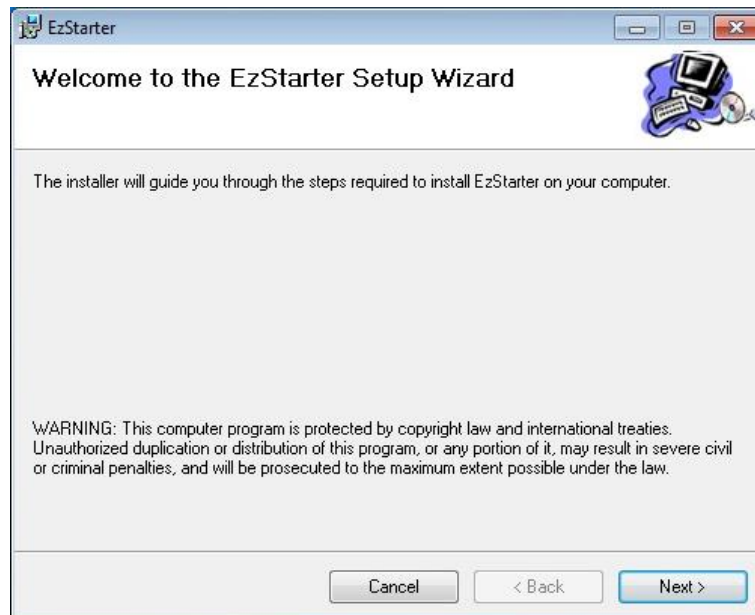 EzStarter
Welcome to the EzStarter Setup Wizard
The installer will guide you through the steps required to install EzStarter on your computer.
WARNING: This computer program is protected by copyright law and international treaties.
Unauthorized duplication or distribution of this program, or any portion of it, may result in severe civil
or criminal penalties, and will be prosecuted to the maximum extent possible under the law.
Cancel < Back Next >